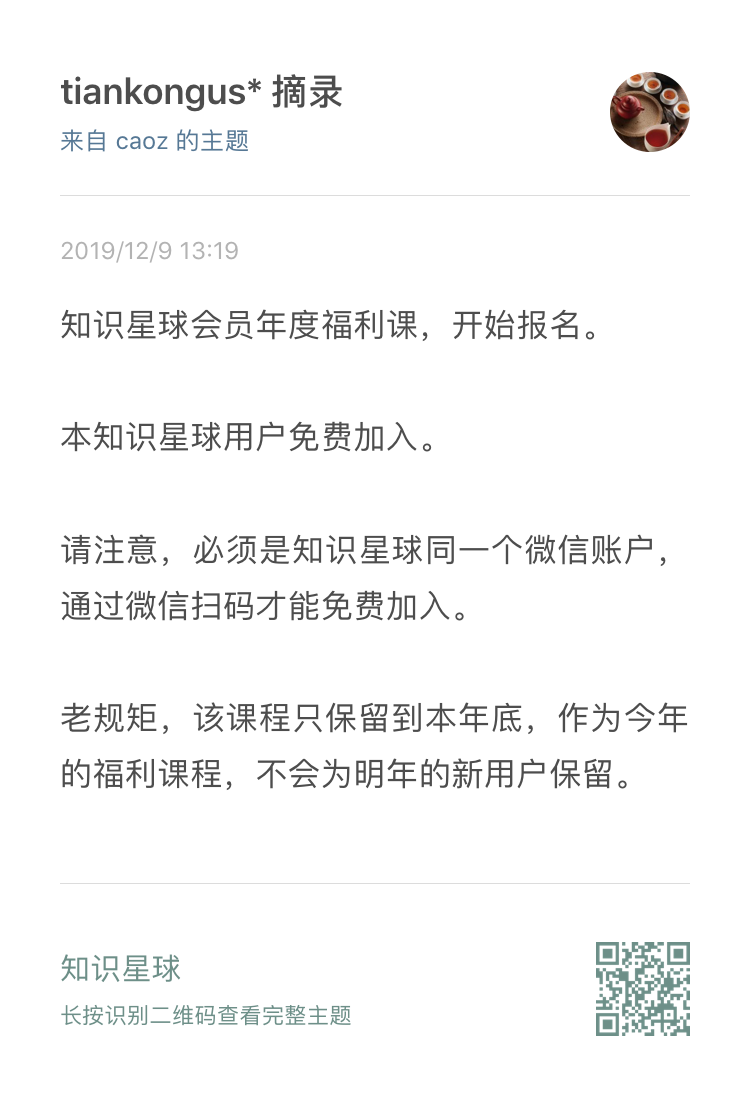 tiankongus* 摘录
来自 caoz 的主题
2019/12/9 13:19
知识星球会员年度福利课，开始报名。
本知识星球用户免费加入。
请注意，必须是知识星球同一个微信账户，
通过微信扫码才能免费加入。
老规矩，该课程只保留到本年底，作为今年
的福利课程，不会为明年的新用户保留。
知识星球
长按识别二维码查看完整主题